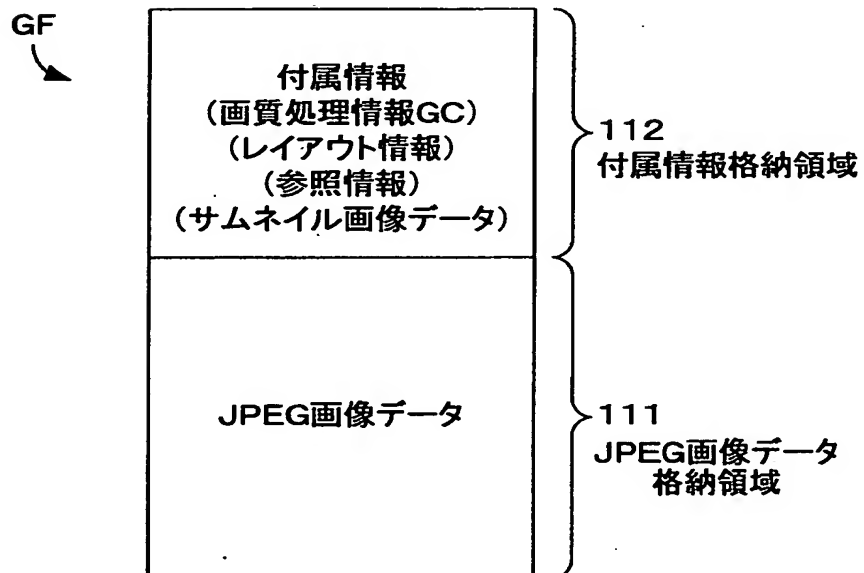 GF
付属情報
(画質処理情報GC)
(レイアウト情報)
(参照情報)
(サムネイル画像データ)
112
付属情報格納領域
JPEG画像データ
111
JPEG画像データ
格納領域